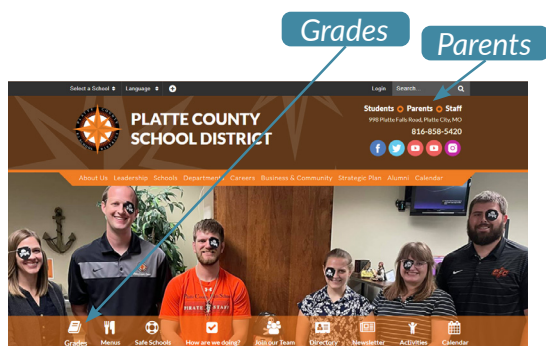 Grades
Parents
Select a School Language
Login Search...
Students Parents Staff
998 Platte Falls Road, Platte City, MO
816-858-5420
PLATTE COUNTY
SCHOOL DISTRICT
About Us Leadership Schools Departments Careers Business & Community Strategic Plan Alumni Calendar
PIRATE STAFF
Grades Menus Safe Schools How are we doing? Join our Team Directory Newsletter Activities Calendar